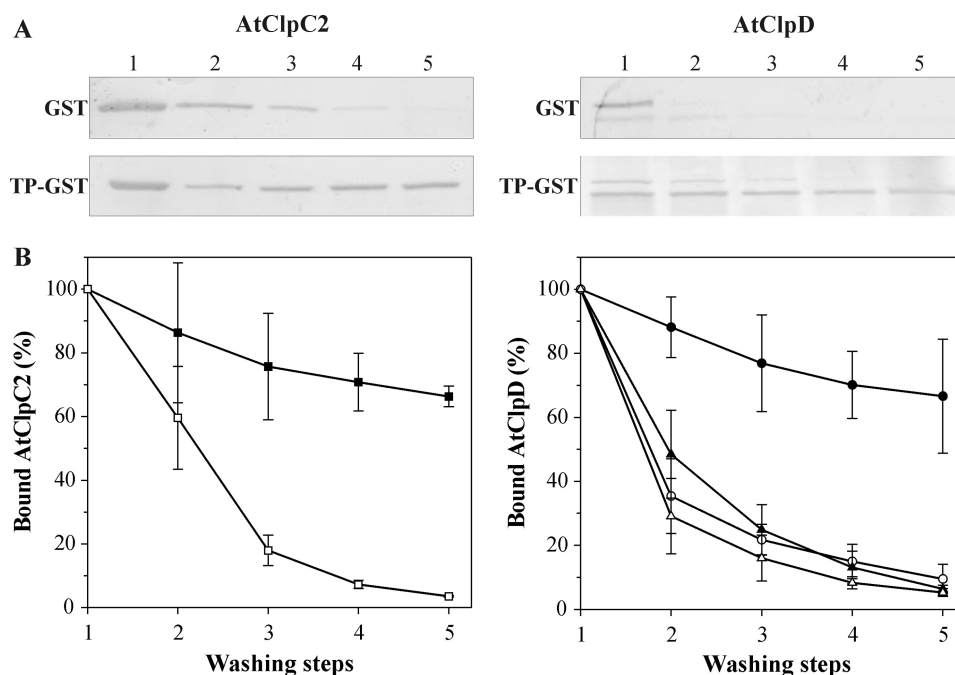 A
AtClpC2
AtClpD
1 2 3 4 5
1 2 3 4 5
GST
GST
TP-GST
TP-GST
B
Bound AtClpC2 (%)
100
80
60
40
20
0
1 2 3 4 5
Washing steps
Bound AtClpD (%)
100
80
60
40
20
0
1 2 3 4 5
Washing steps